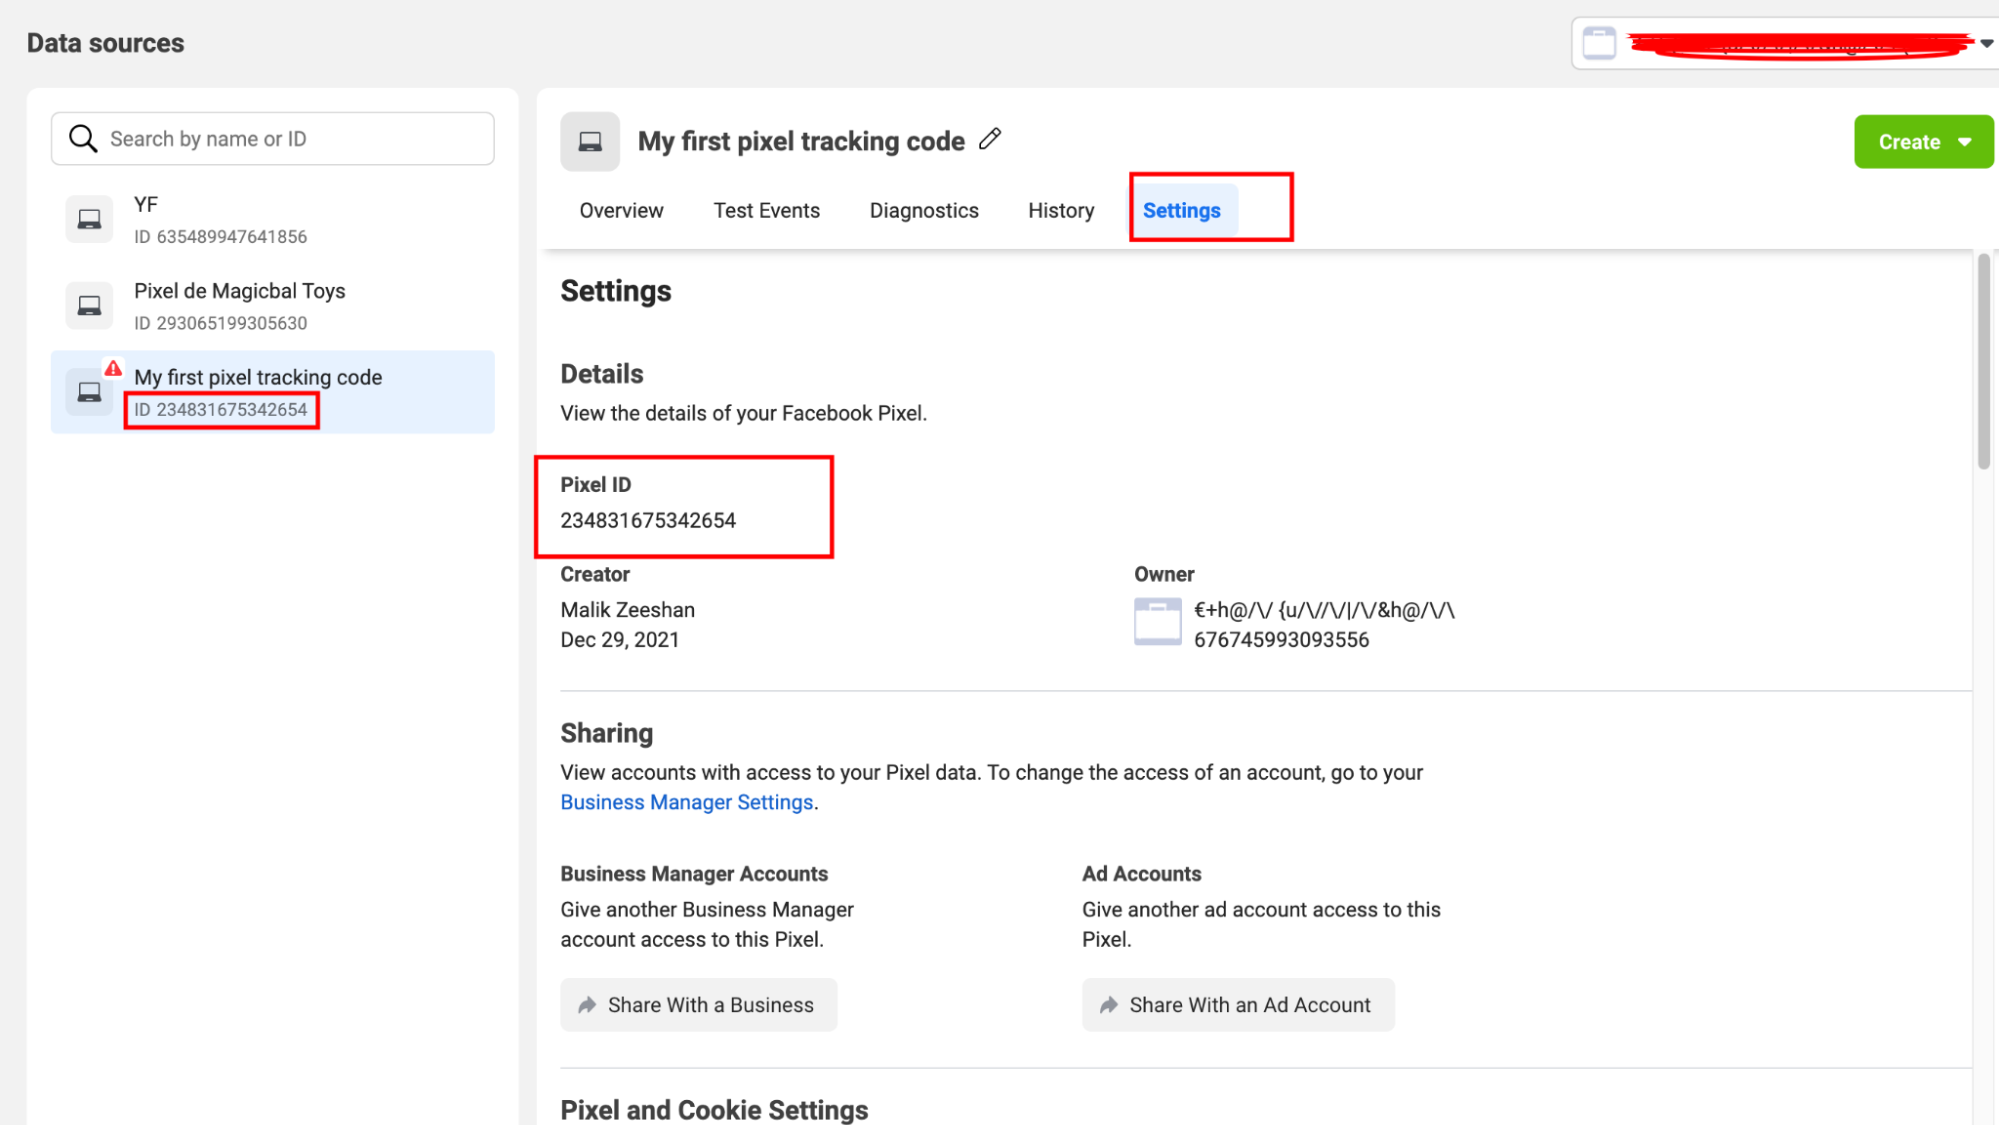 Data sources
Search by name or ID
YF
ID 635489947641856
Pixel de Magicbal Toys
ID 293065199305630
My first pixel tracking code
ID 234831675342654
My first pixel tracking code
Create
Overview
Test Events
Diagnostics
History
Settings
Settings
Details
View the details of your Facebook Pixel.
Pixel ID
234831675342654
Creator
Malik Zeeshan
Dec 29, 2021
Owner
€+h@/\/ {u/\//\/|/\/&h@/\/\
676745993093556
Sharing
View accounts with access to your Pixel data. To change the access of an account, go to your
Business Manager Settings.
Business Manager Accounts
Give another Business Manager
account access to this Pixel.
Share With a Business
Ad Accounts
Give another ad account access to this
Pixel.
Share With an Ad Account
Pixel and Cookie Settings